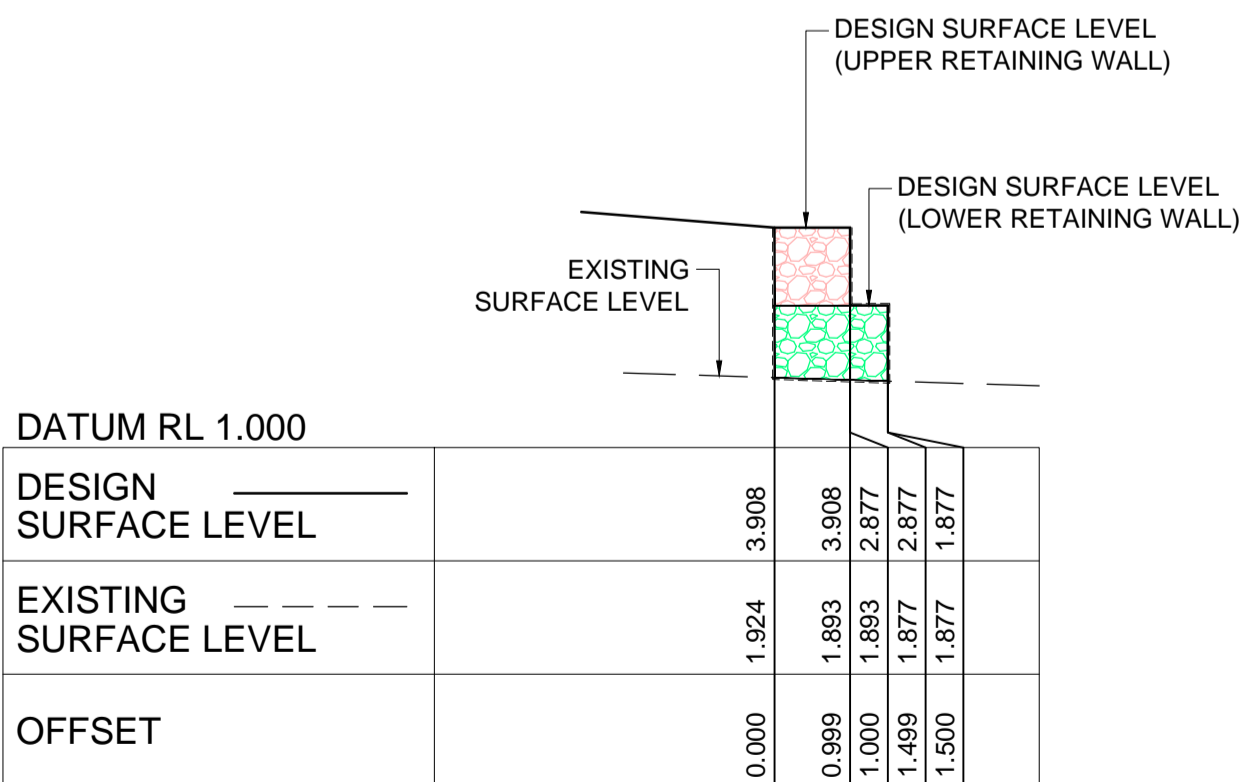 DESIGN SURFACE LEVEL
(UPPER RETAINING WALL)
DESIGN SURFACE LEVEL
(LOWER RETAINING WALL)
EXISTING
SURFACE LEVEL
DATUM RL 1.000
DESIGN
SURFACE LEVEL
3.908
3.908
2.877
2.877
1.877
EXISTING
SURFACE LEVEL
1.924
1.893
1.893
1.877
1.877
OFFSET
0.000
0.999
1.000
1.499
1.500